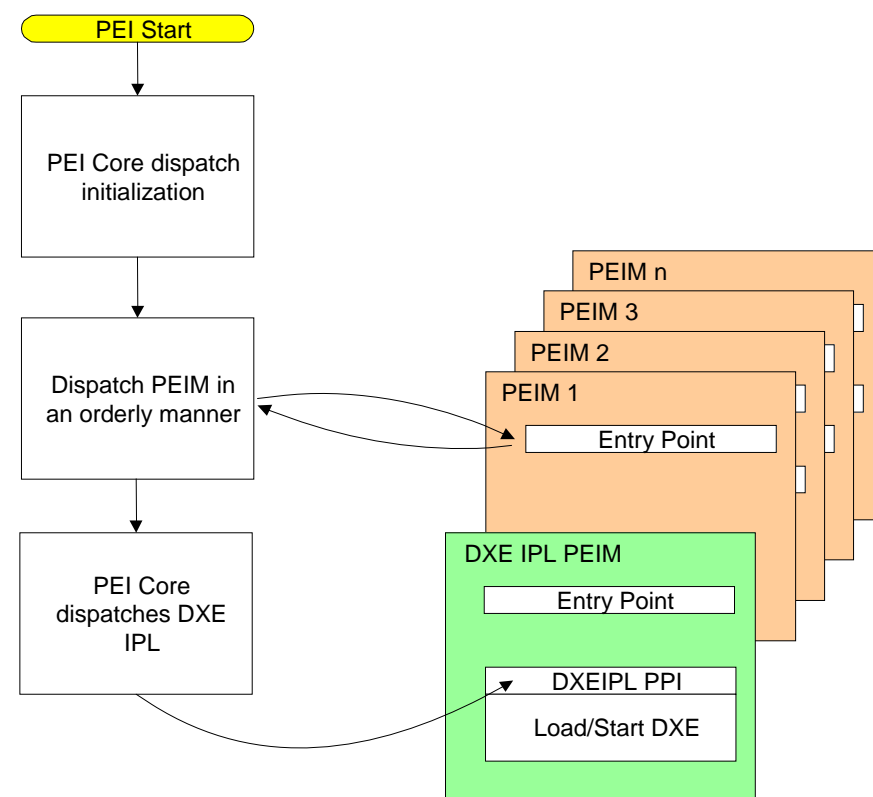 PEI Start
PEI Core dispatch
initialization
Dispatch PEIM in
an orderly manner
PEI Core
dispatches DXE
IPL
PEIM n
PEIM 3
PEIM 2
PEIM 1
Entry Point
DXE IPL PEIM
Entry Point
DXEIPL PPI
Load/Start DXE